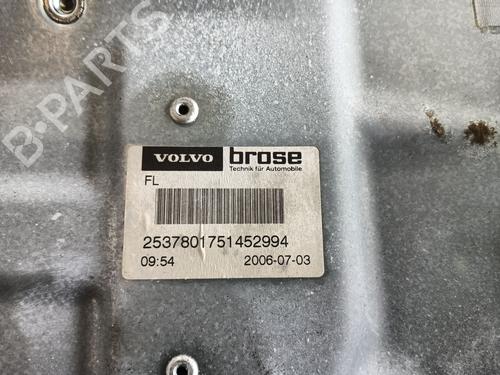 B-PARTS
VOLVO brose
Technik für Automobile
FL
2537801751452994
09:54 2006-07-03